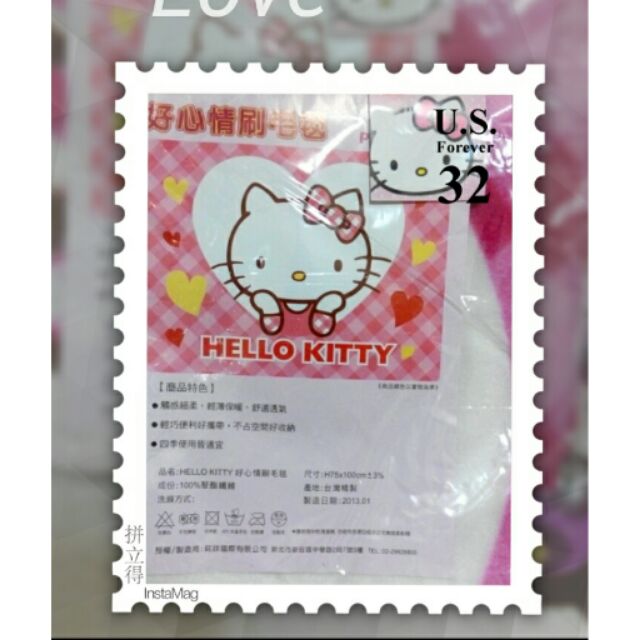 Love
好心情刷毛毯
U.S.
Forever
32
HELLO KITTY
【商品特色】
●觸感細柔、輕薄保暖、舒適透氣
●輕巧便利好攜帶，不占空間好收納
●四季使用皆適宜
品名:HELLO KITTY 好心情刷毛毯
尺寸:H75x100cm±3%
成份:100%聚酯纖維
產地:台灣精製
洗滌方式:
製造日期:2013.01
拼立得
InstaMag